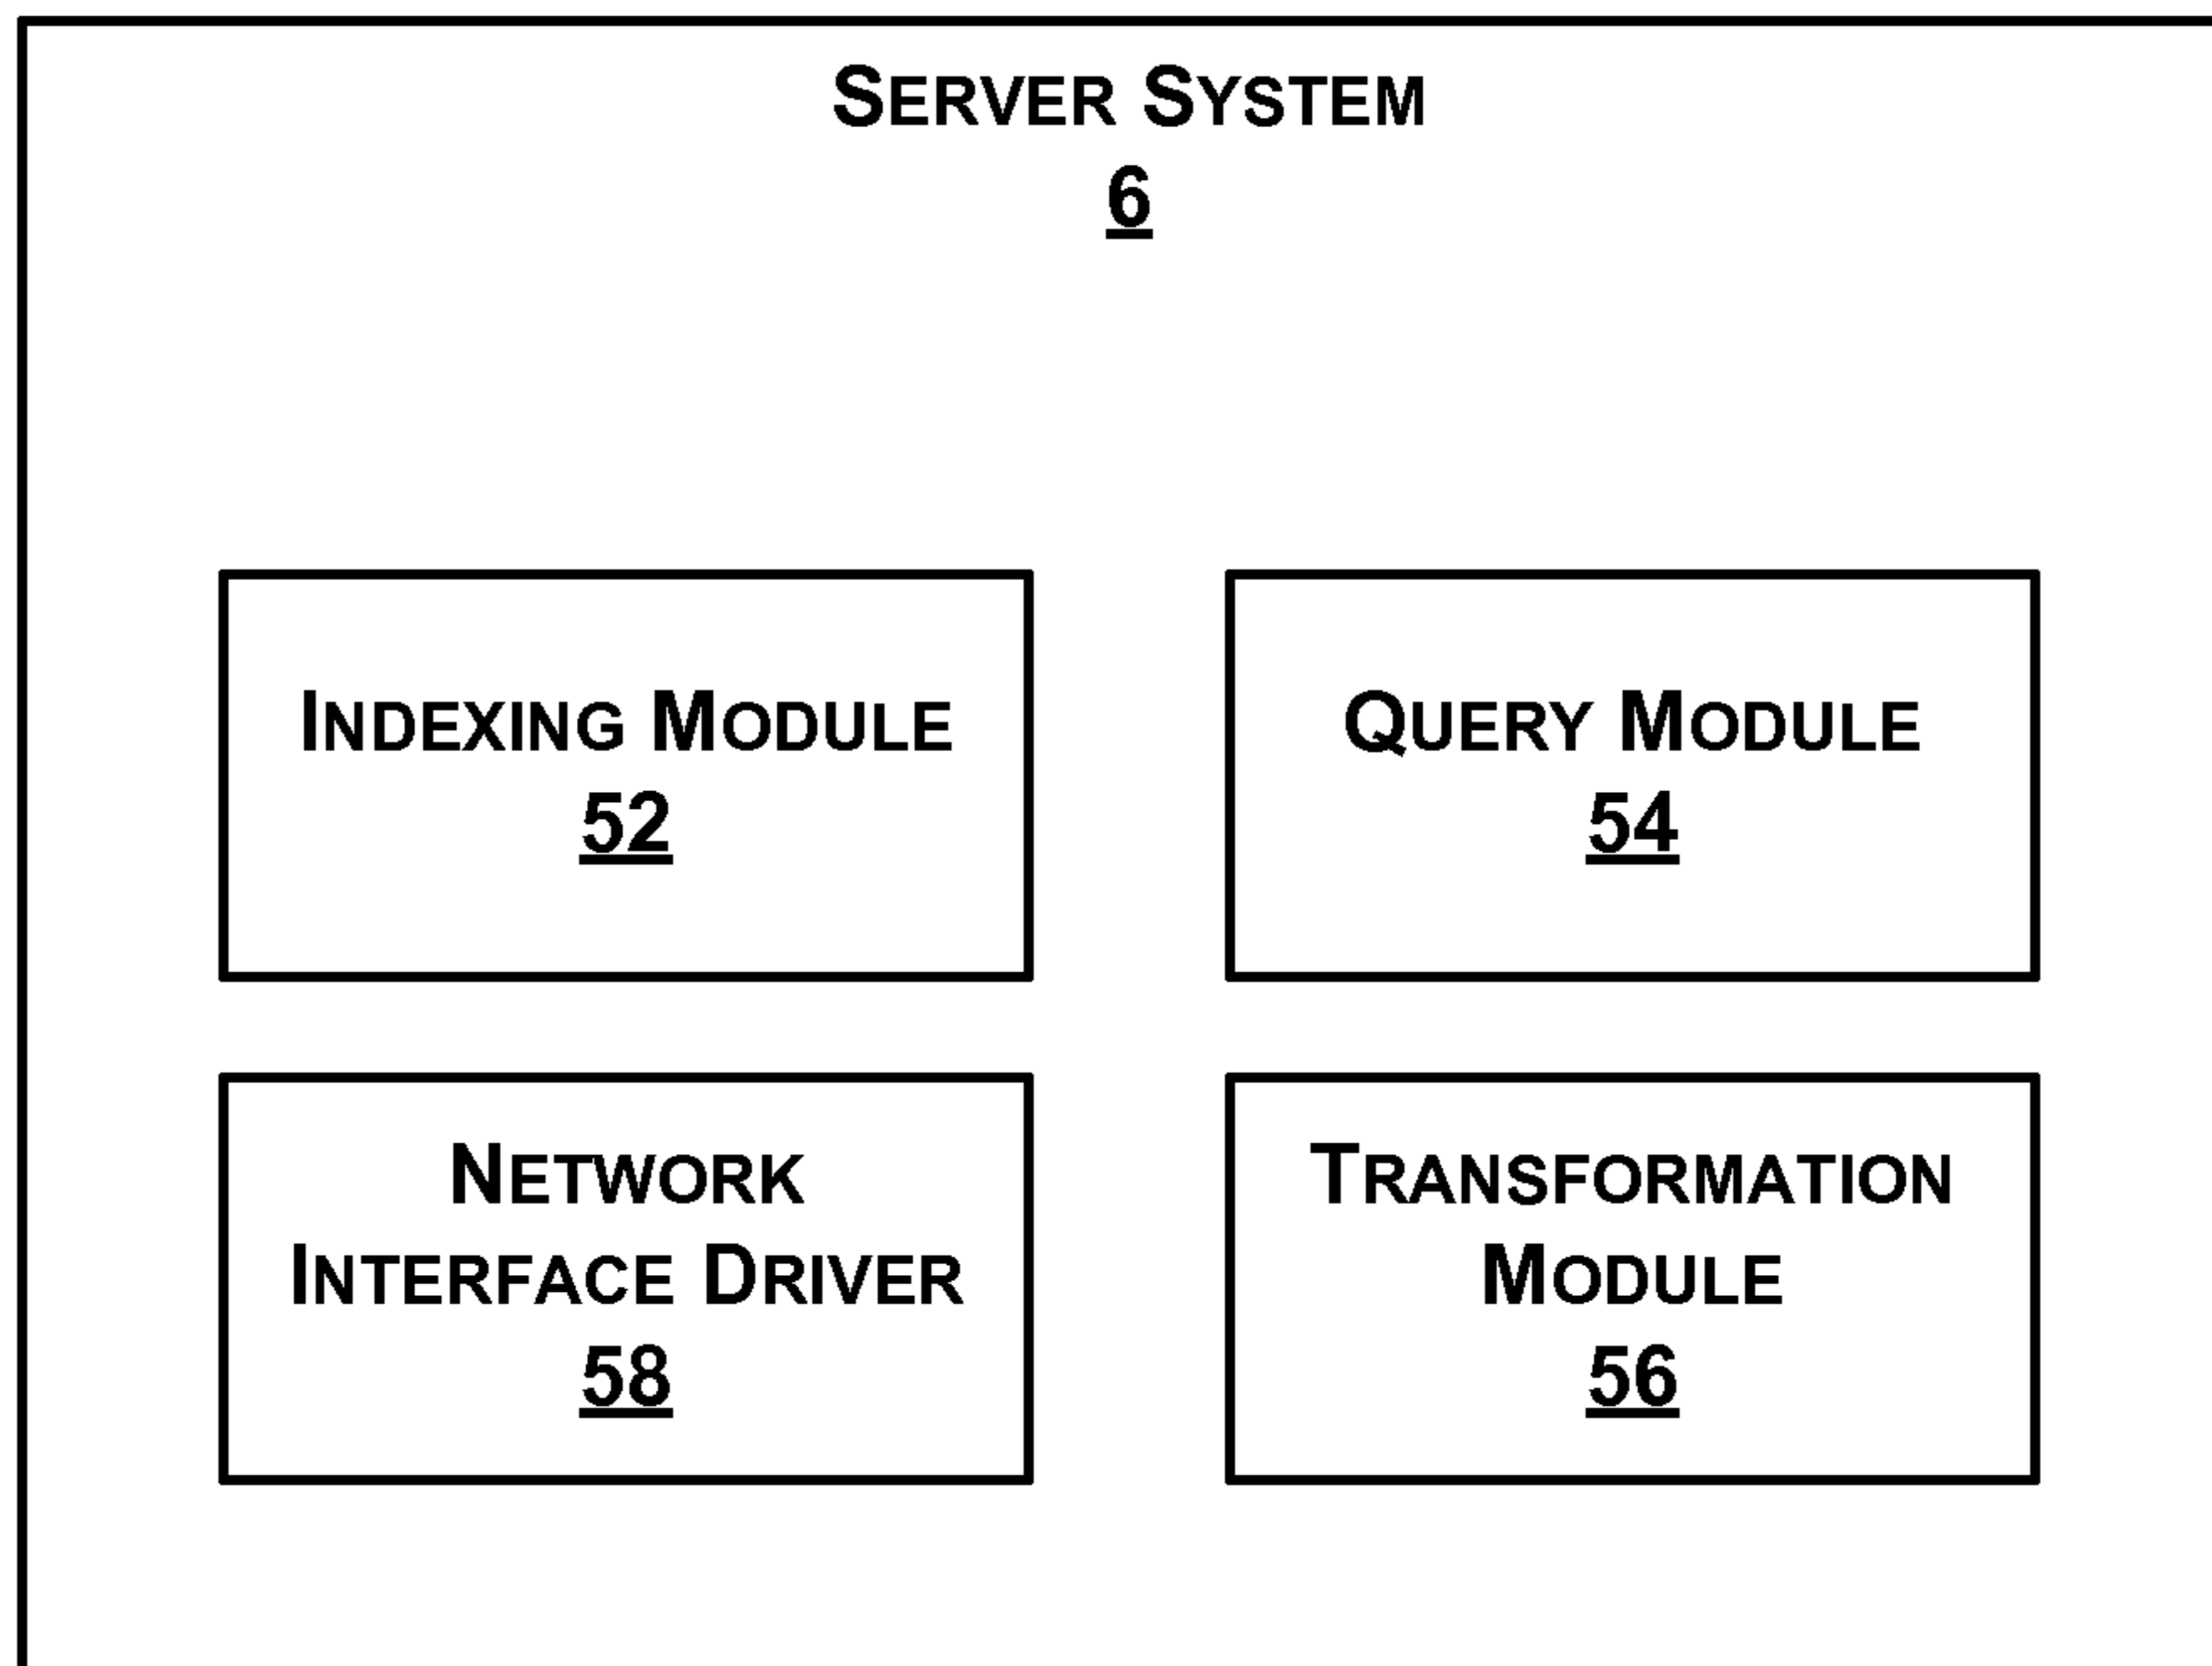 SERVER SYSTEM
6
INDEXING MODULE
52
QUERY MODULE
54
NETWORK
INTERFACE DRIVER
58
TRANSFORMATION
MODULE
56